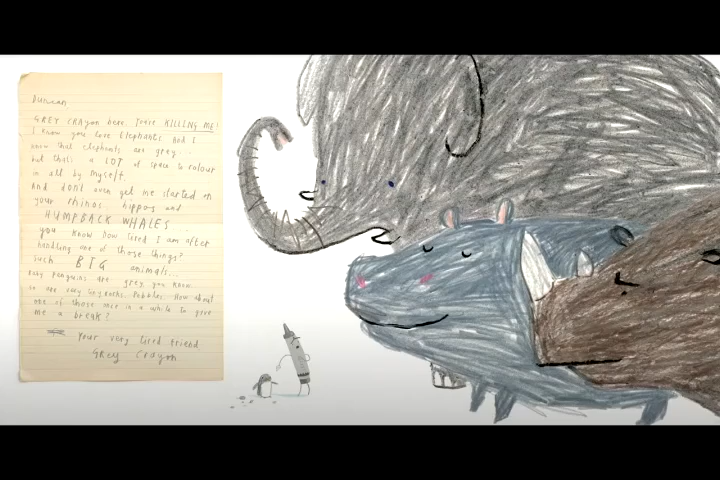 Duncan
GREY CRAYON here. You're KILLING ME!
I know you love Elephants. And I
know that elephants are grey...
but that's a LOT of space to colour
in all by myself.
And don't even get me started on
your rhinos, hippos and
HUMPBACK WHALES...
you know how tired I am after
handling one of those things?
Such BIG animals...
Baby penguins are grey, you know.
So are very tiny rocks. Pebbles. How about
one of those once in a while to give
me a break?
Your very tired friend
Grey Crayon